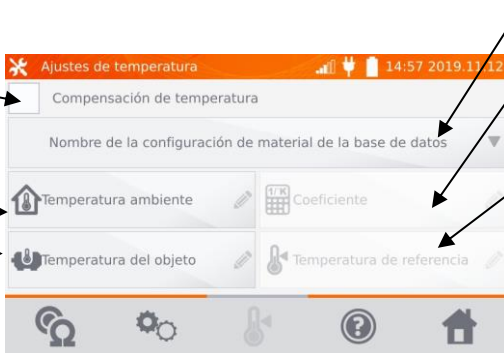 Ajustes de temperatura 14:57 2019.11.12
Compensación de temperatura
Nombre de la configuración de material de la base de datos
Temperatura ambiente 1/K Coeficiente
Temperatura del objeto Temperatura de referencia